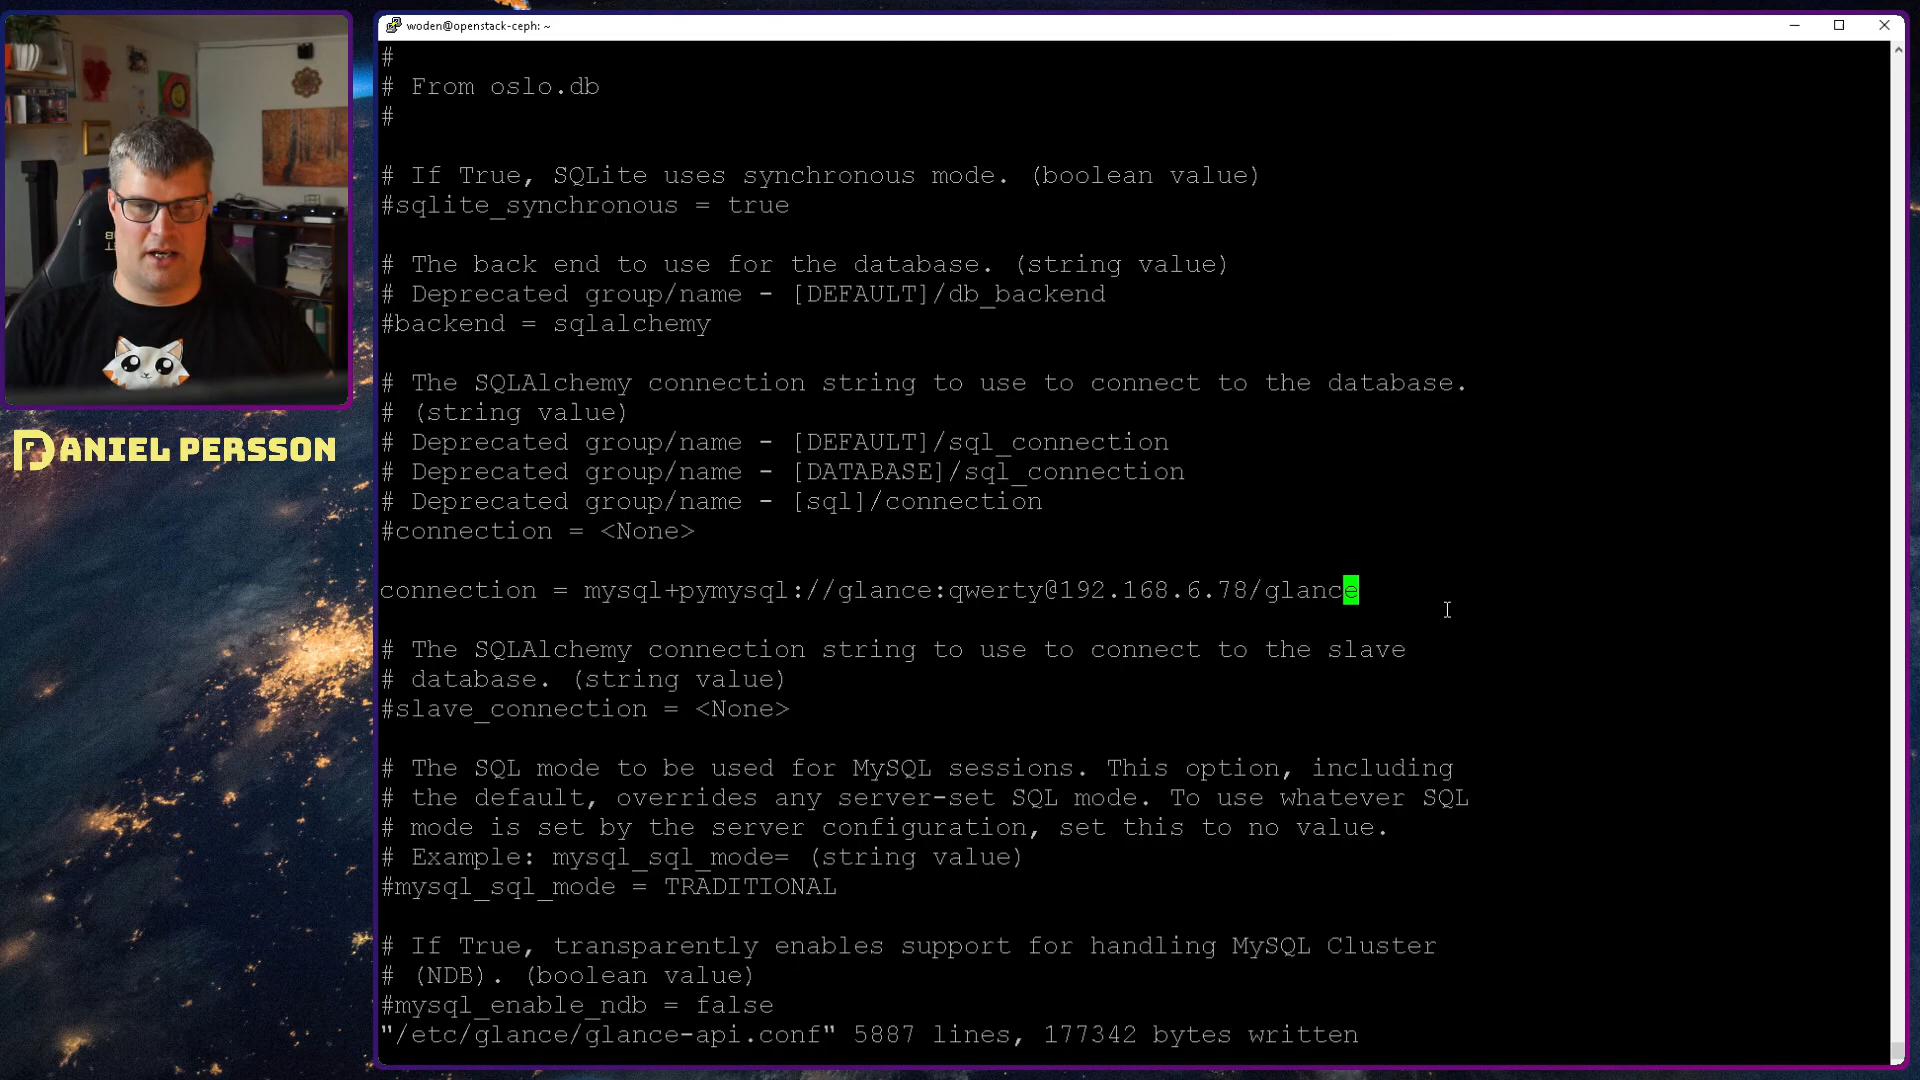 woden@openstack-ceph: ~
#
# From oslo.db
#
# If True, SQLite uses synchronous mode. (boolean value)
#sqlite_synchronous = true
# The back end to use for the database. (string value)
# Deprecated group/name - [DEFAULT]/db_backend
#backend = sqlalchemy
# The SQLAlchemy connection string to use to connect to the database.
# (string value)
# Deprecated group/name - [DEFAULT]/sql_connection
# Deprecated group/name - [DATABASE]/sql_connection
# Deprecated group/name - [sql]/connection
#connection = <None>
connection = mysql+pymysql://glance:qwerty@192.168.6.78/glance
# The SQLAlchemy connection string to use to connect to the slave
# database. (string value)
#slave_connection = <None>
# The SQL mode to be used for MySQL sessions. This option, including
# the default, overrides any server-set SQL mode. To use whatever SQL
# mode is set by the server configuration, set this to no value.
# Example: mysql_sql_mode= (string value)
#mysql_sql_mode = TRADITIONAL
# If True, transparently enables support for handling MySQL Cluster
# (NDB). (boolean value)
#mysql_enable_ndb = false
"/etc/glance/glance-api.conf" 5887 lines, 177342 bytes written
DANIEL PERSSON